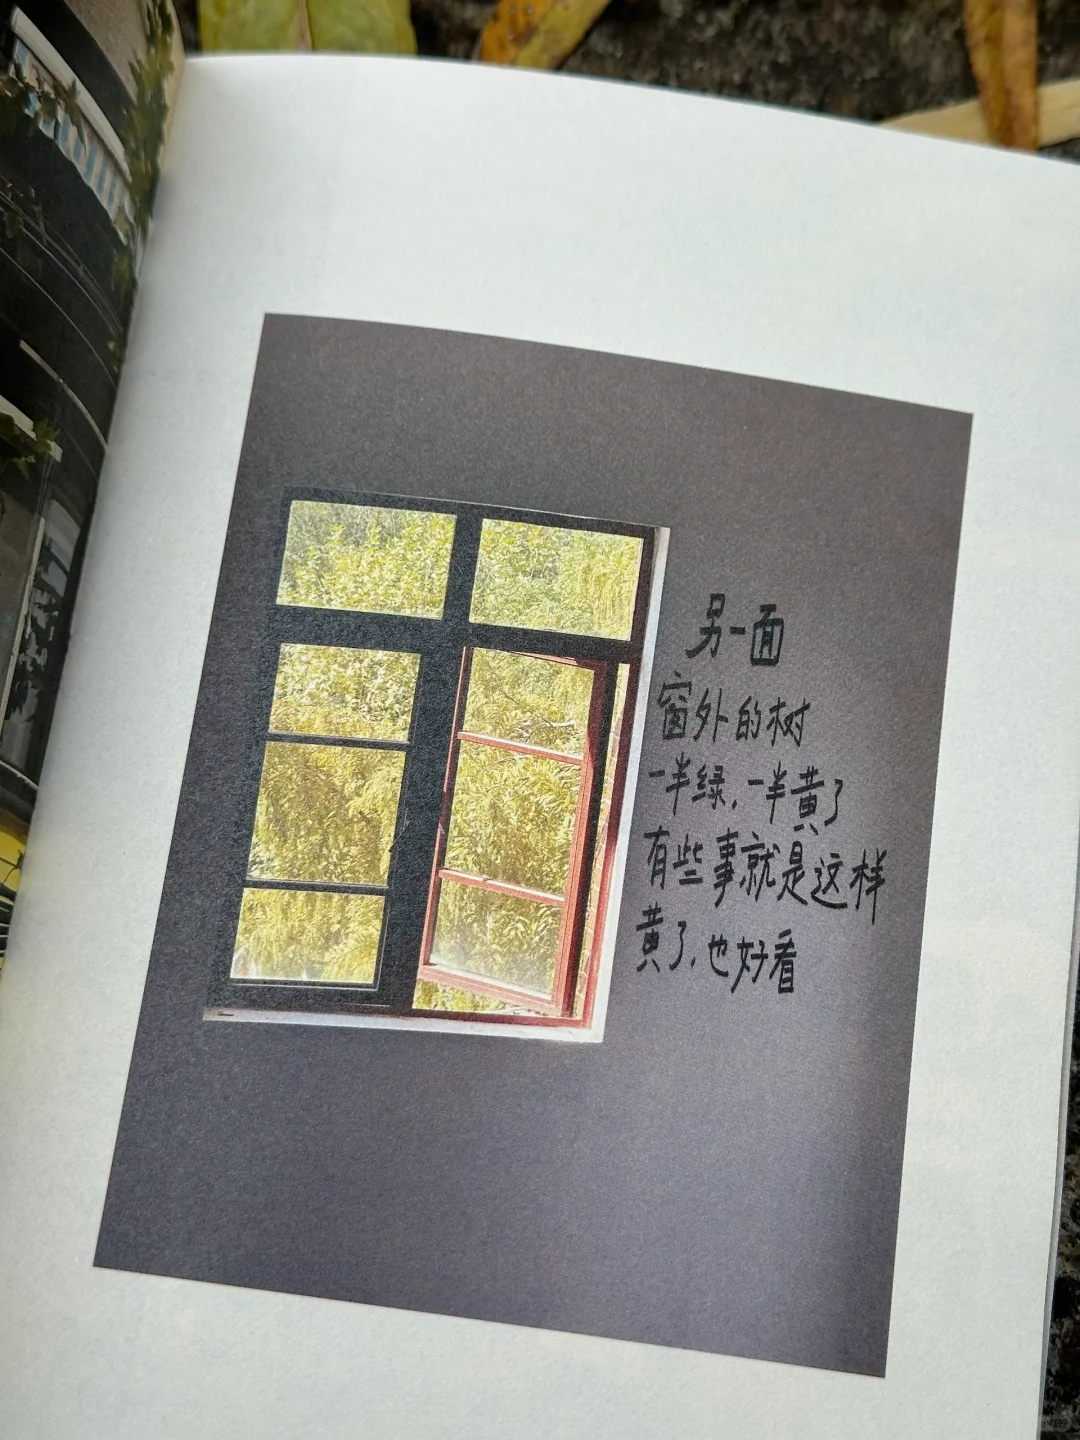 另一面
窗外的树
一半绿,一半黄了
有些事就是这样
黄了,也好看